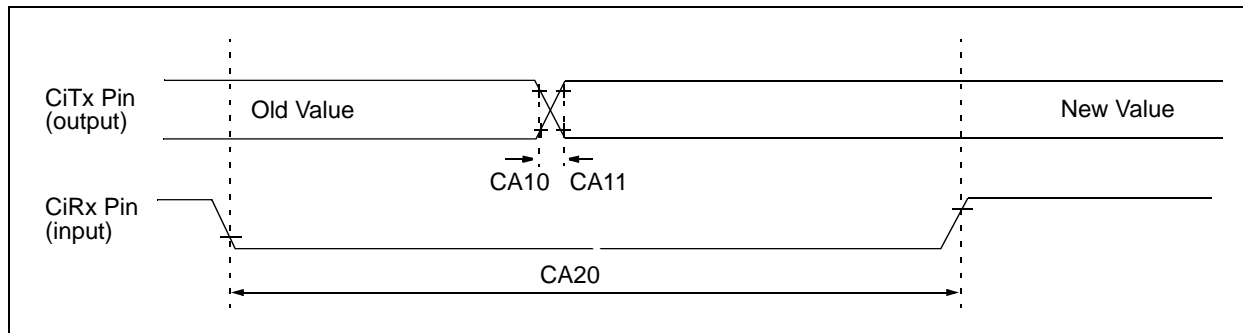 CiTx Pin
(output)
Old Value
New Value
CA10 CA11
CiRx Pin
(input)
CA20